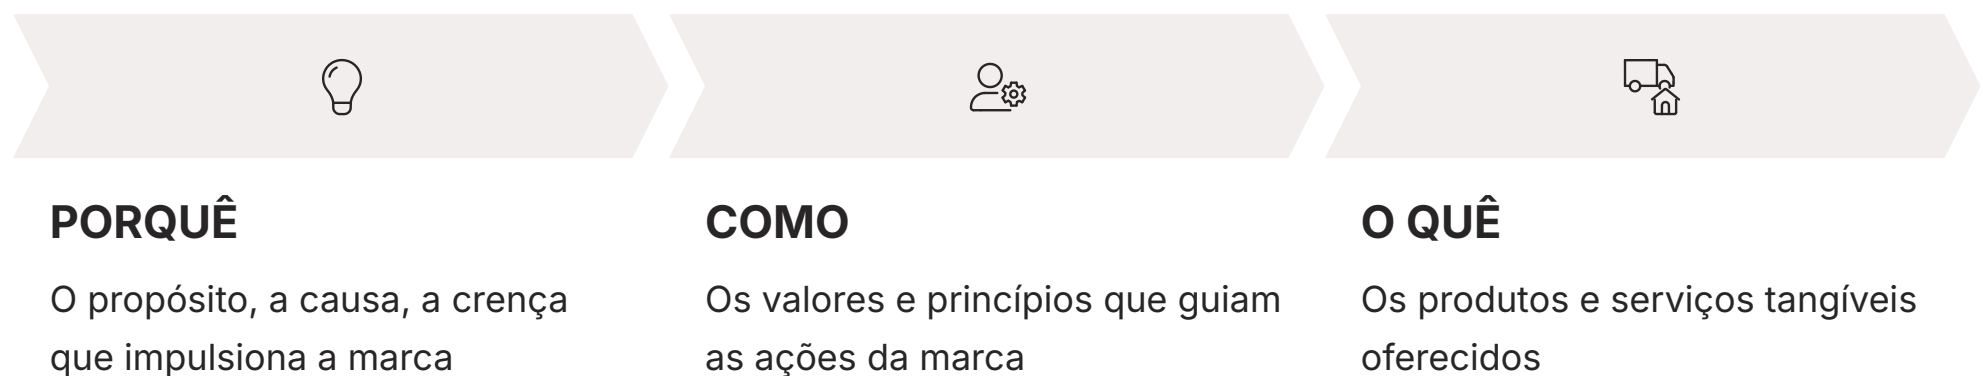 PORQUÊ
O propósito, a causa, a crença
que impulsiona a marca
COMO
Os valores e princípios que guiam
as ações da marca
O QUÊ
Os produtos e serviços tangíveis
oferecidos